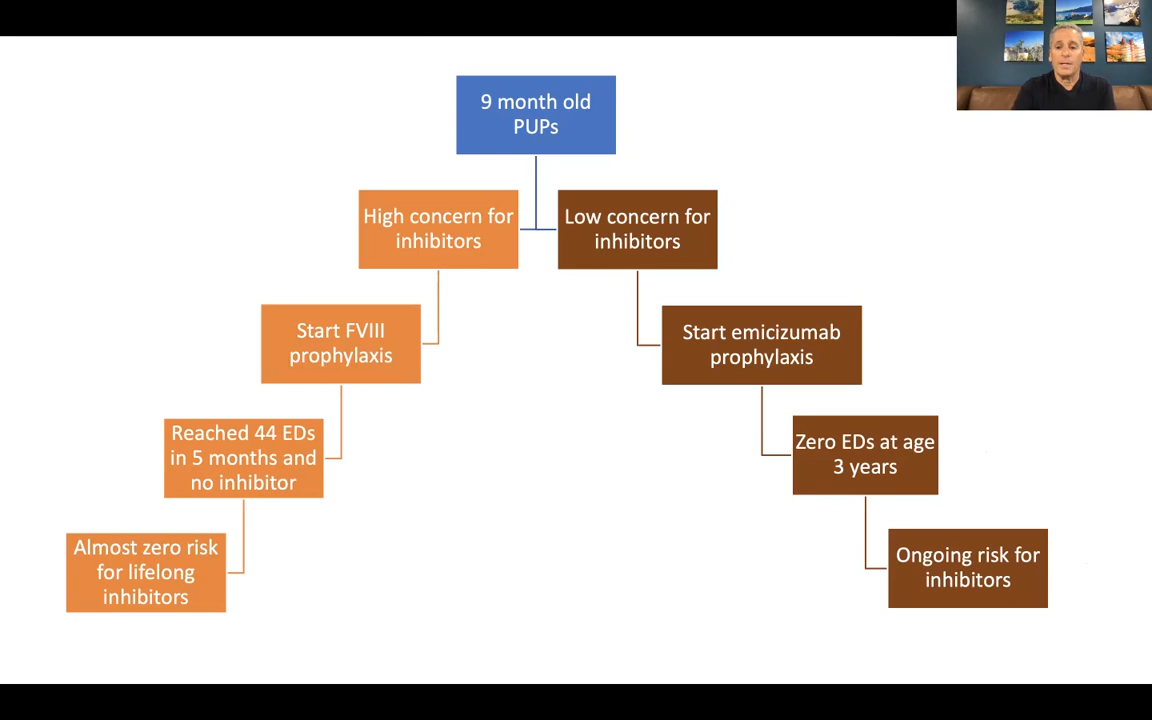 9 month old
PUPs
High concern for
inhibitors
Low concern for
inhibitors
Start FVIII
prophylaxis
Start emicizumab
prophylaxis
Reached 44 EDs
in 5 months and
no inhibitor
Zero EDs at age
3 years
Almost zero risk
for lifelong
inhibitors
Ongoing risk for
inhibitors